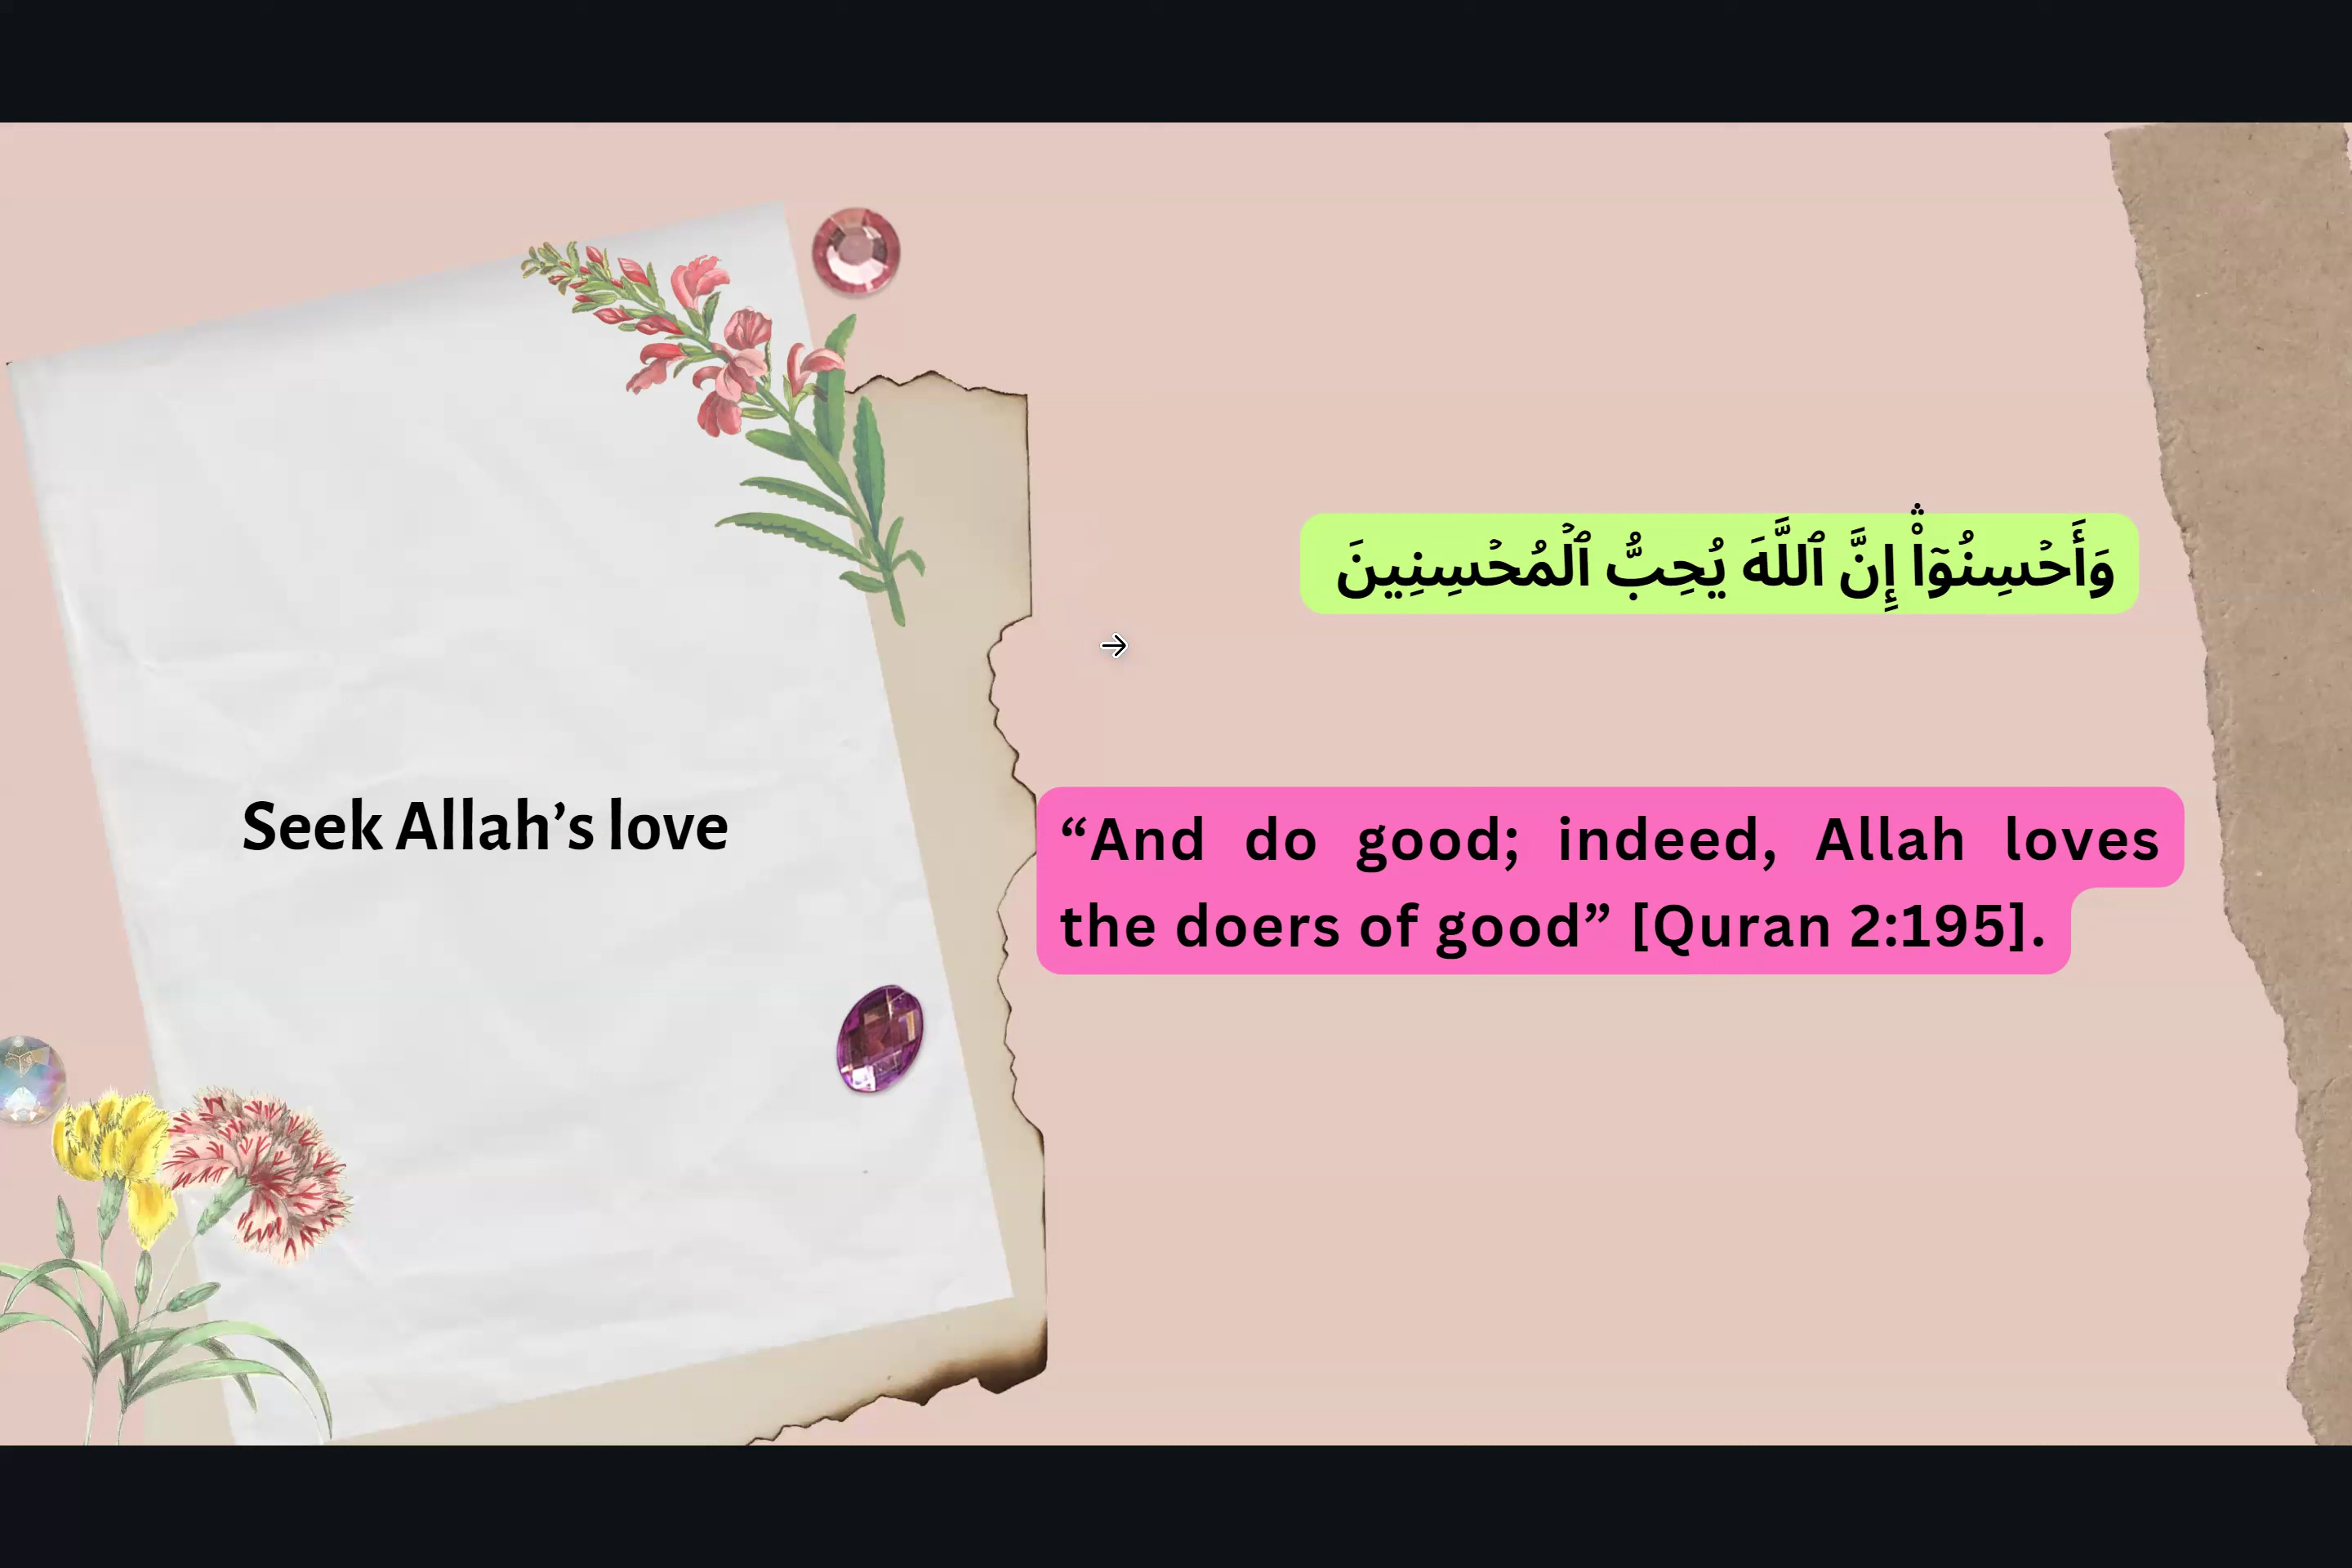 Seek Allah’s love
وَأَحْسِنُوٓا۟ ۛ إِنَّ ٱللَّهَ يُحِبُّ ٱلْمُحْسِنِينَ
“And do good; indeed, Allah loves
the doers of good” [Quran 2:195].